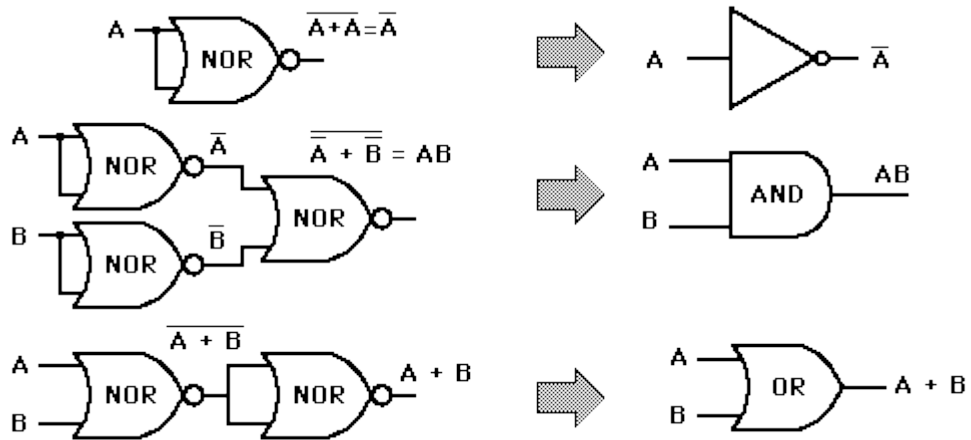 A NOR A̅+̅A̅ = A̅ A A̅
A NOR A̅ A̅̅ ̅+̅ ̅B̅̅ = AB A AND AB
NOR
B NOR B̅ B
A NOR A̅ ̅+̅ ̅B̅ NOR A + B A OR A + B
B B